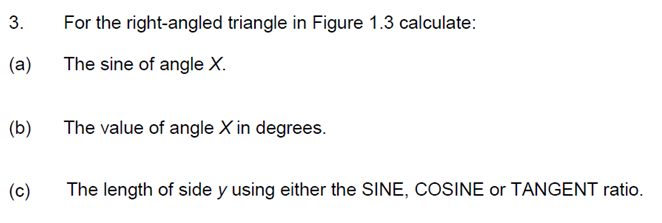 3. For the right-angled triangle in Figure 1.3 calculate:
(a) The sine of angle X.
(b) The value of angle X in degrees.
(c) The length of side y using either the SINE, COSINE or TANGENT ratio.